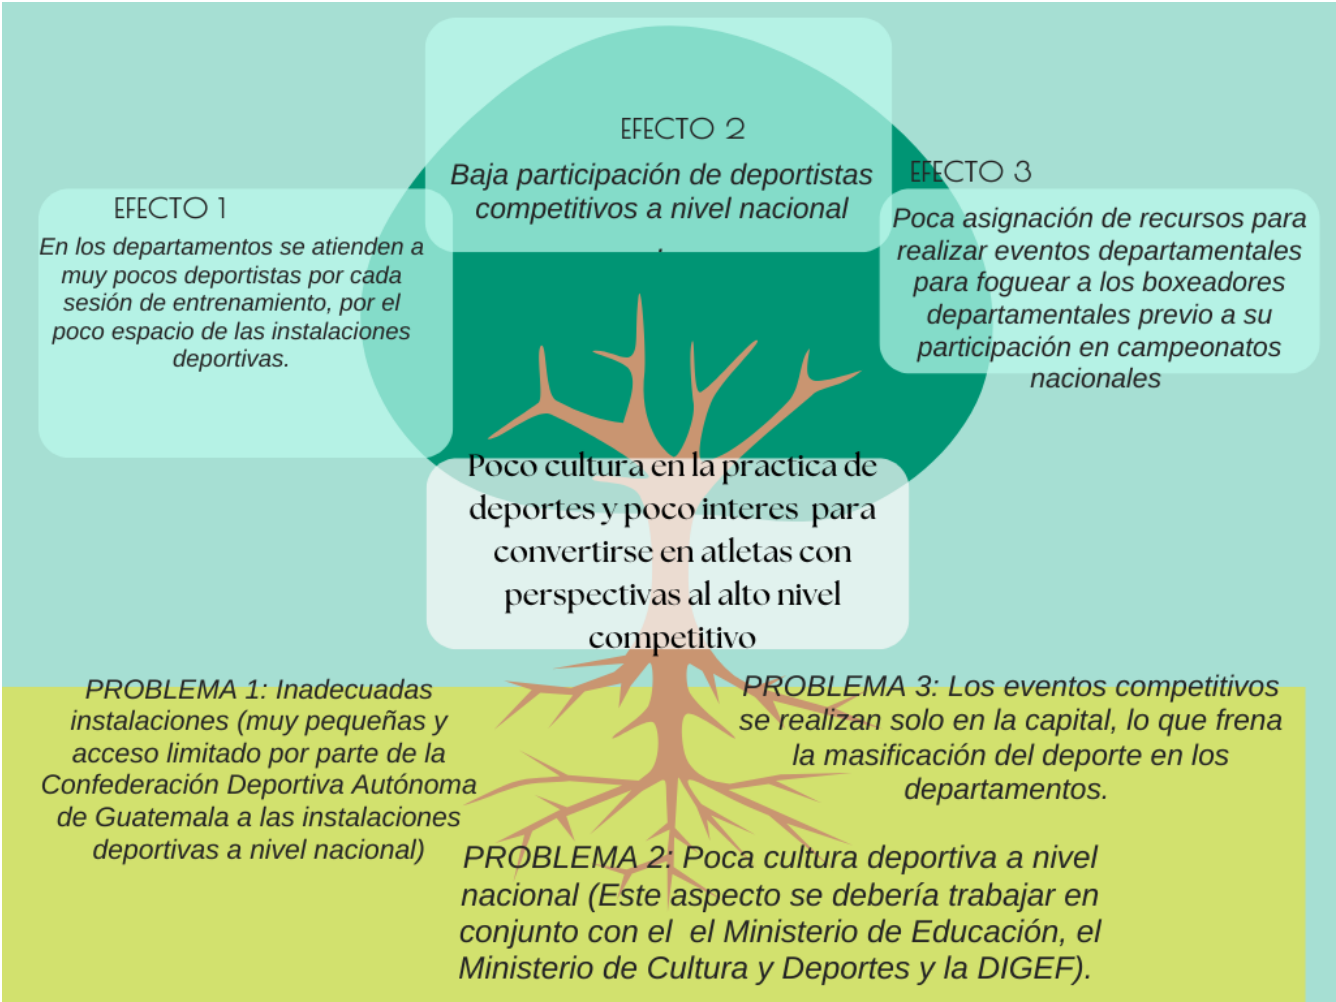 EFECTO 2
Baja participación de deportistas
competitivos a nivel nacional
.
EFECTO 1
En los departamentos se atienden a
muy pocos deportistas por cada
sesión de entrenamiento, por el
poco espacio de las instalaciones
deportivas.
EFECTO 3
Poca asignación de recursos para
realizar eventos departamentales
para foguear a los boxeadores
departamentales previo a su
participación en campeonatos
nacionales
Poco cultura en la practica de
deportes y poco interes para
convertirse en atletas con
perspectivas al alto nivel
competitivo
PROBLEMA 1: Inadecuadas
instalaciones (muy pequeñas y
acceso limitado por parte de la
Confederación Deportiva Autónoma
de Guatemala a las instalaciones
deportivas a nivel nacional)
PROBLEMA 3: Los eventos competitivos
se realizan solo en la capital, lo que frena
la masificación del deporte en los
departamentos.
PROBLEMA 2: Poca cultura deportiva a nivel
nacional (Este aspecto se debería trabajar en
conjunto con el el Ministerio de Educación, el
Ministerio de Cultura y Deportes y la DIGEF).